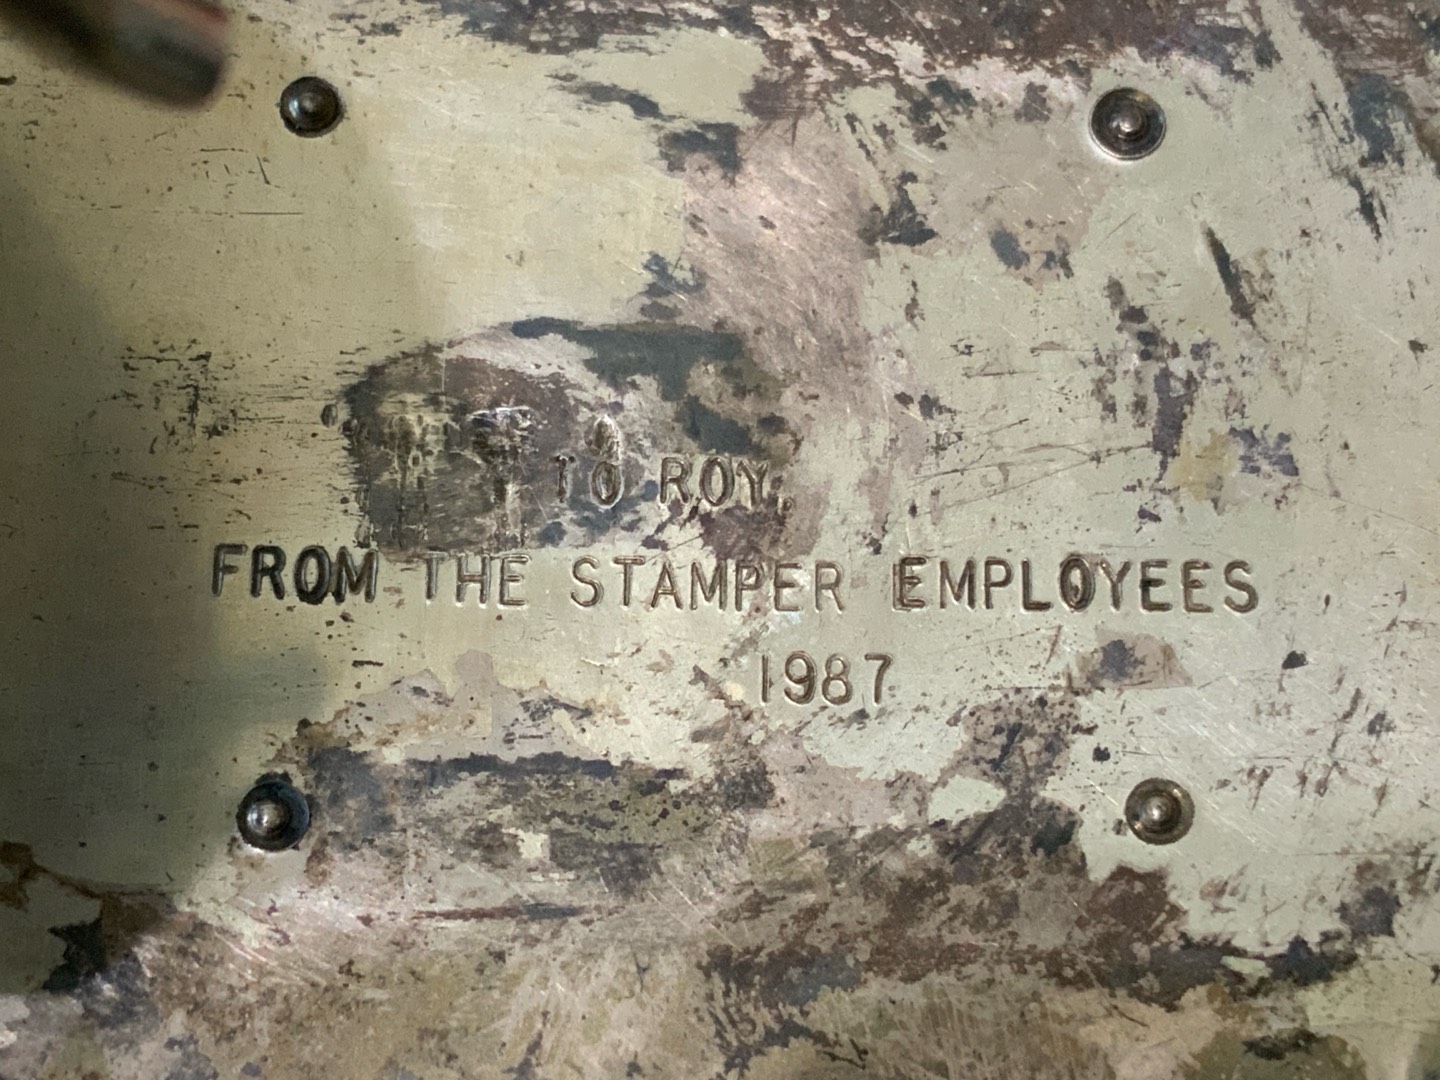 TO ROY,
FROM THE STAMPER EMPLOYEES
1987